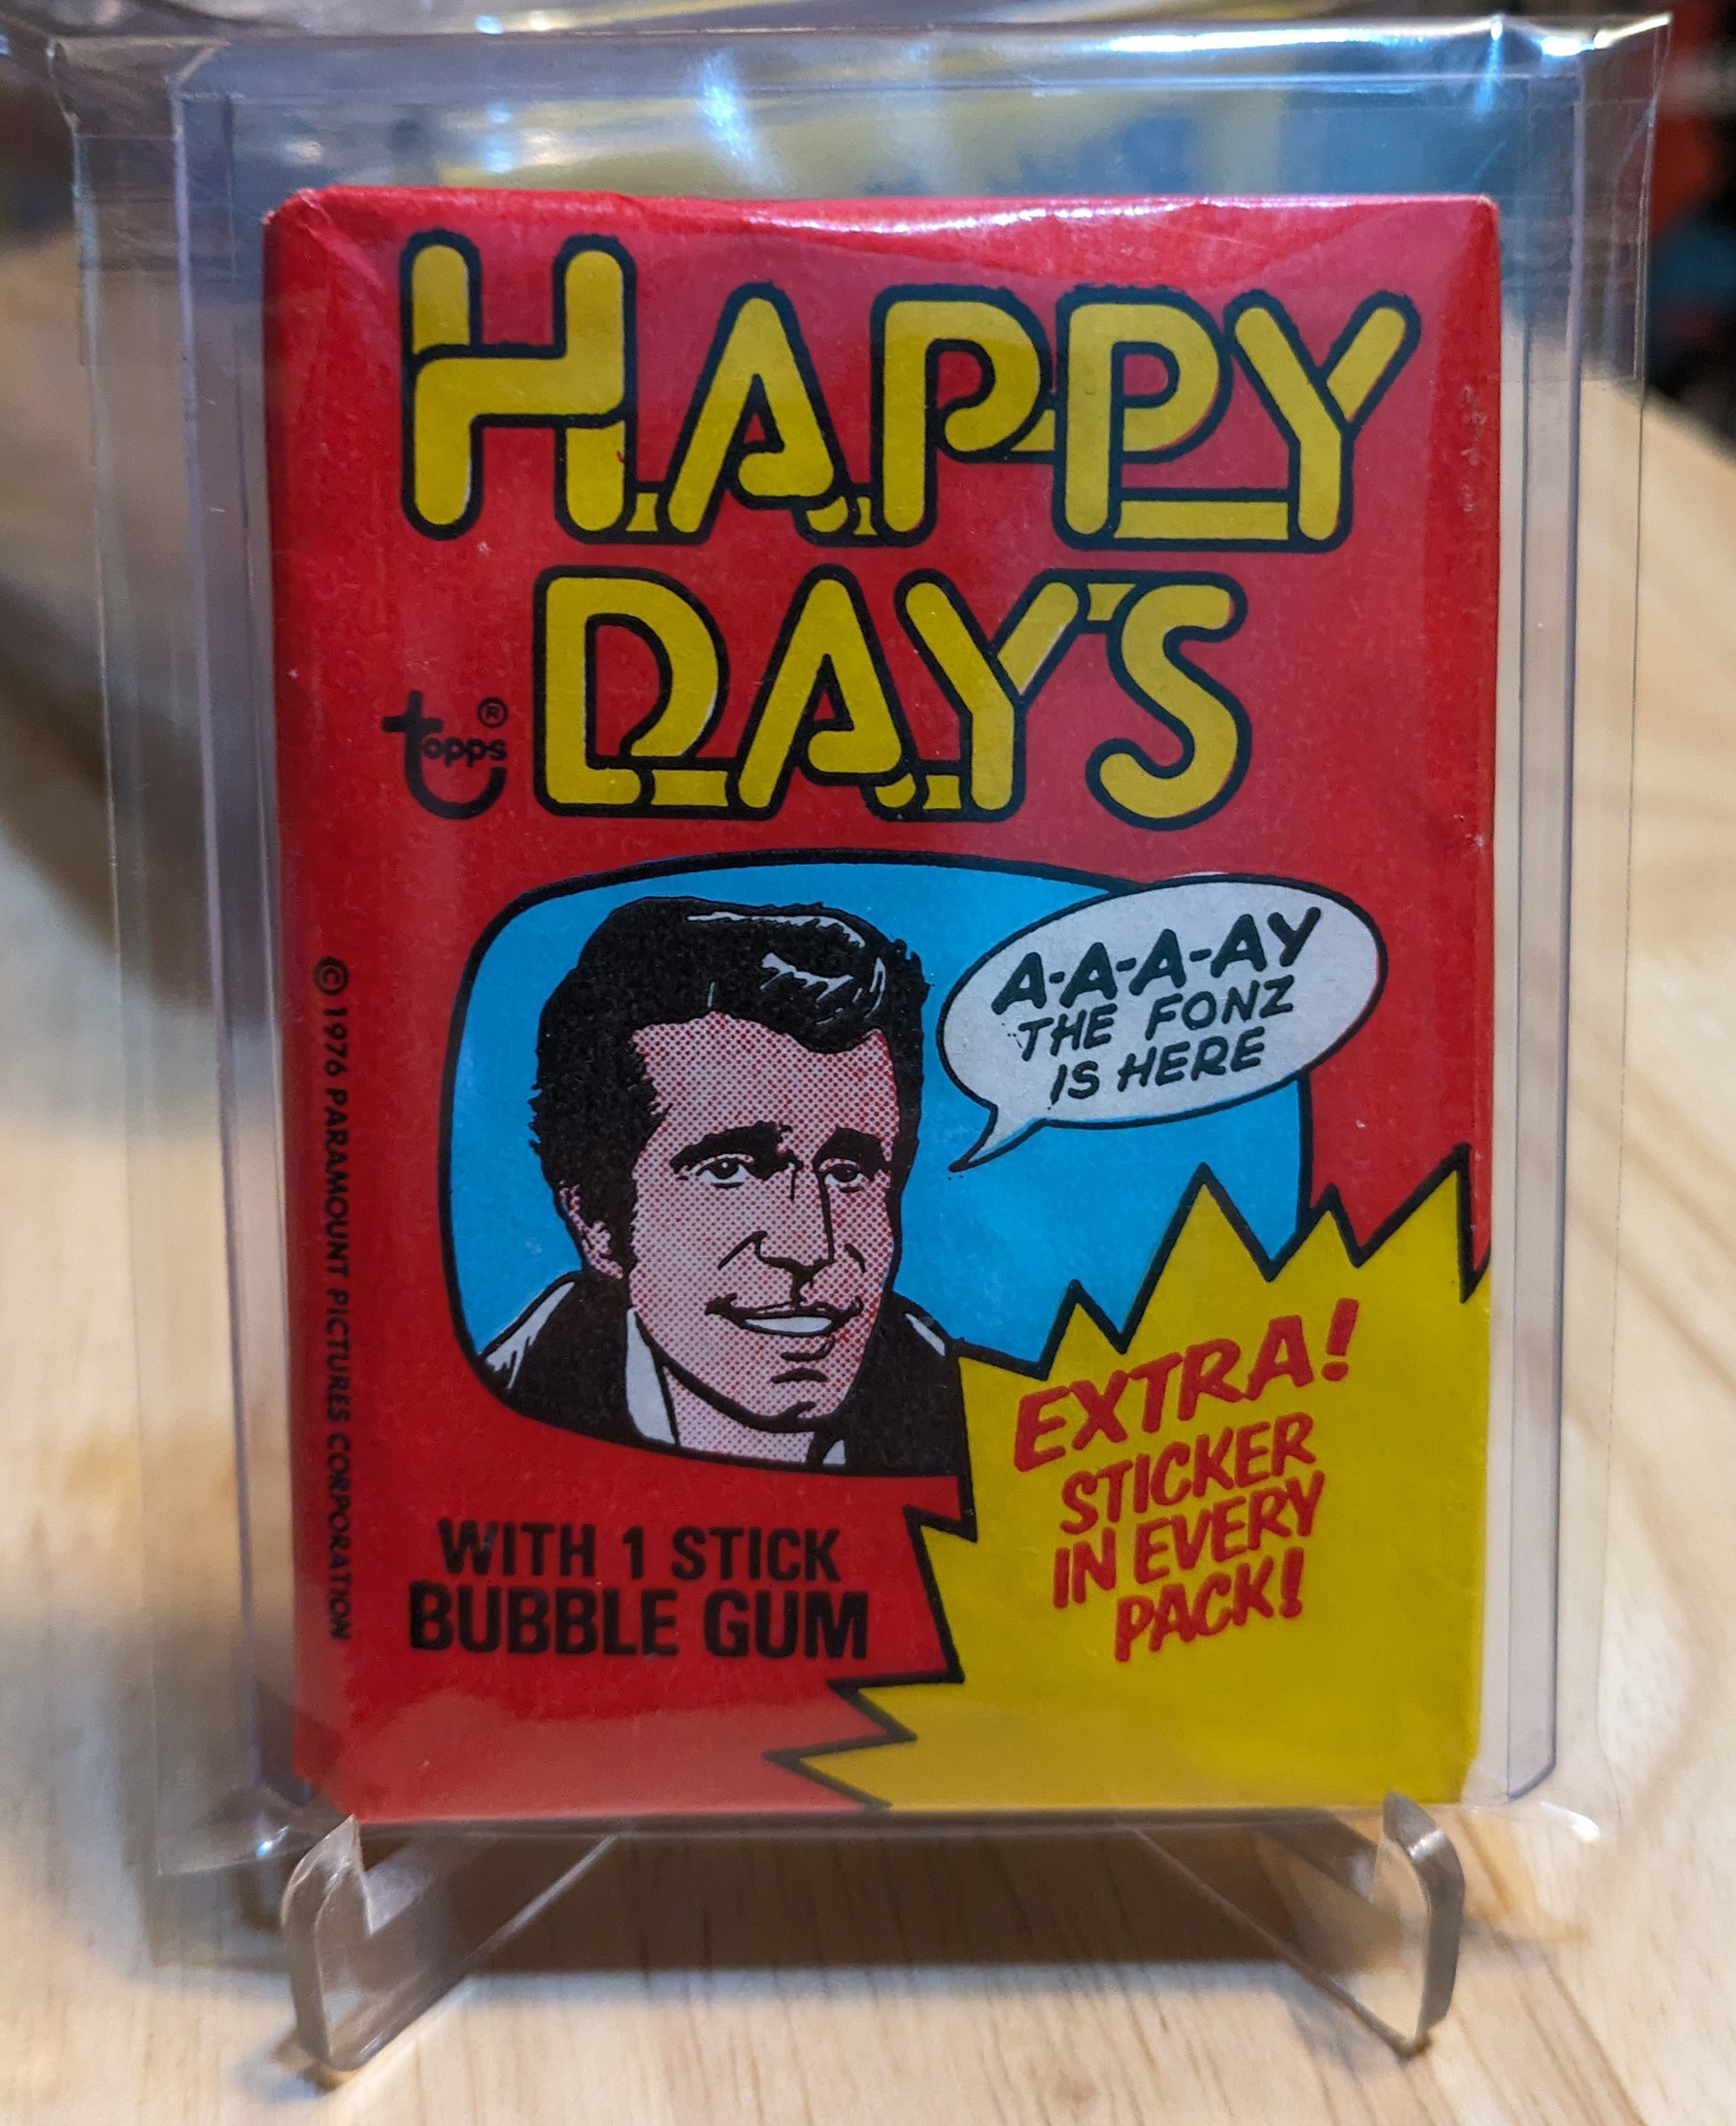 HAPPY
DAYS
topps®
A-A-A-AY
THE FONZ
IS HERE
© 1976 PARAMOUNT PICTURES CORPORATION
EXTRA!
STICKER
IN EVERY
PACK!
WITH 1 STICK
BUBBLE GUM